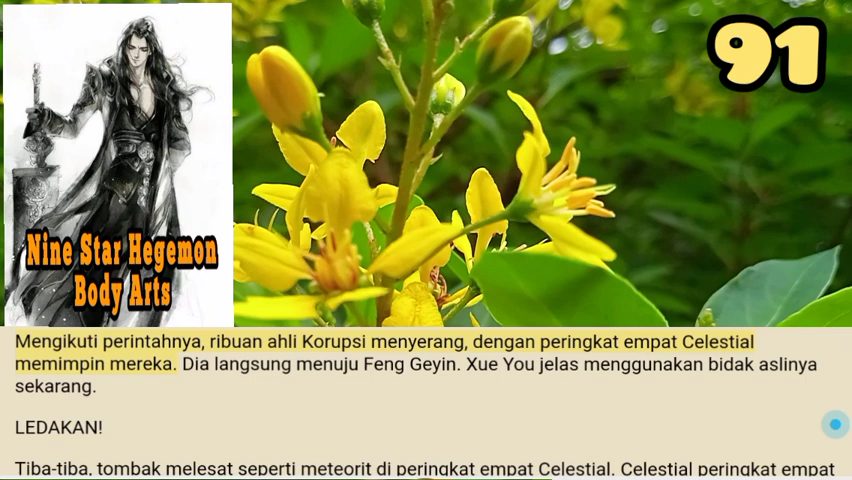 91
Nine Star Hegemon
Body Arts
Mengikuti perintahnya, ribuan ahli Korupsi menyerang, dengan peringkat empat Celestial
memimpin mereka. Dia langsung menuju Feng Geyin. Xue You jelas menggunakan bidak aslinya
sekarang.
LEDAKAN!
Tiba-tiba, tombak melesat seperti meteorit di peringkat empat Celestial. Celestial peringkat empat